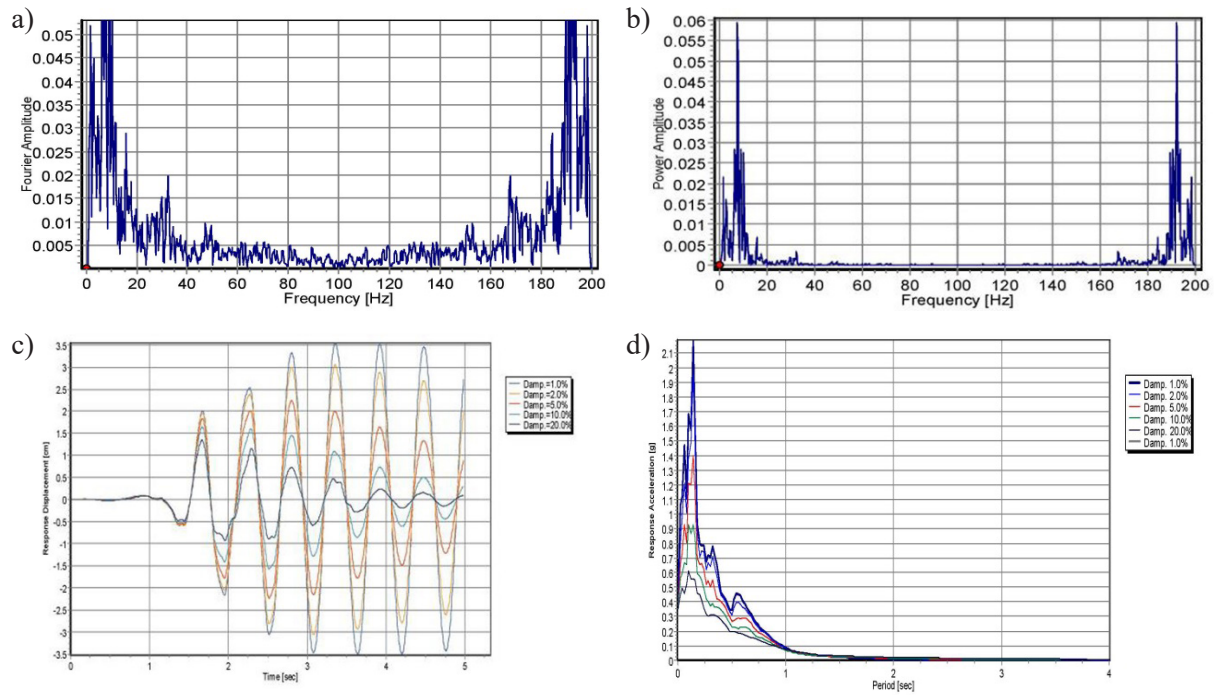 a)
Fourier Amplitude
0.05
0.045
0.04
0.035
0.03
0.025
0.02
0.015
0.01
0.005
0 20 40 60 80 100 120 140 160 180 200
Frequency [Hz]
b)
Power Amplitude
0.06
0.055
0.05
0.045
0.04
0.035
0.03
0.025
0.02
0.015
0.01
0.005
0
0 20 40 60 80 100 120 140 160 180 200
Frequency [Hz]
c)
Response Displacement [cm]
3.5
3
2.5
2
1.5
1
0.5
0
-0.5
-1
-1.5
-2
-2.5
-3
-3.5
0 1 2 3 4 5
Time [sec]
Damp.=1.0%
Damp.=2.0%
Damp.=5.0%
Damp.=10.0%
Damp.=20.0%
d)
Response Acceleration [g]
2.1
2
1.9
1.8
1.7
1.6
1.5
1.4
1.3
1.2
1.1
1
0.9
0.8
0.7
0.6
0.5
0.4
0.3
0.2
0.1
0
0 1 2 3 4
Period [sec]
Damp. 1.0%
Damp. 2.0%
Damp. 5.0%
Damp. 10.0%
Damp. 20.0%
Damp. 1.0%